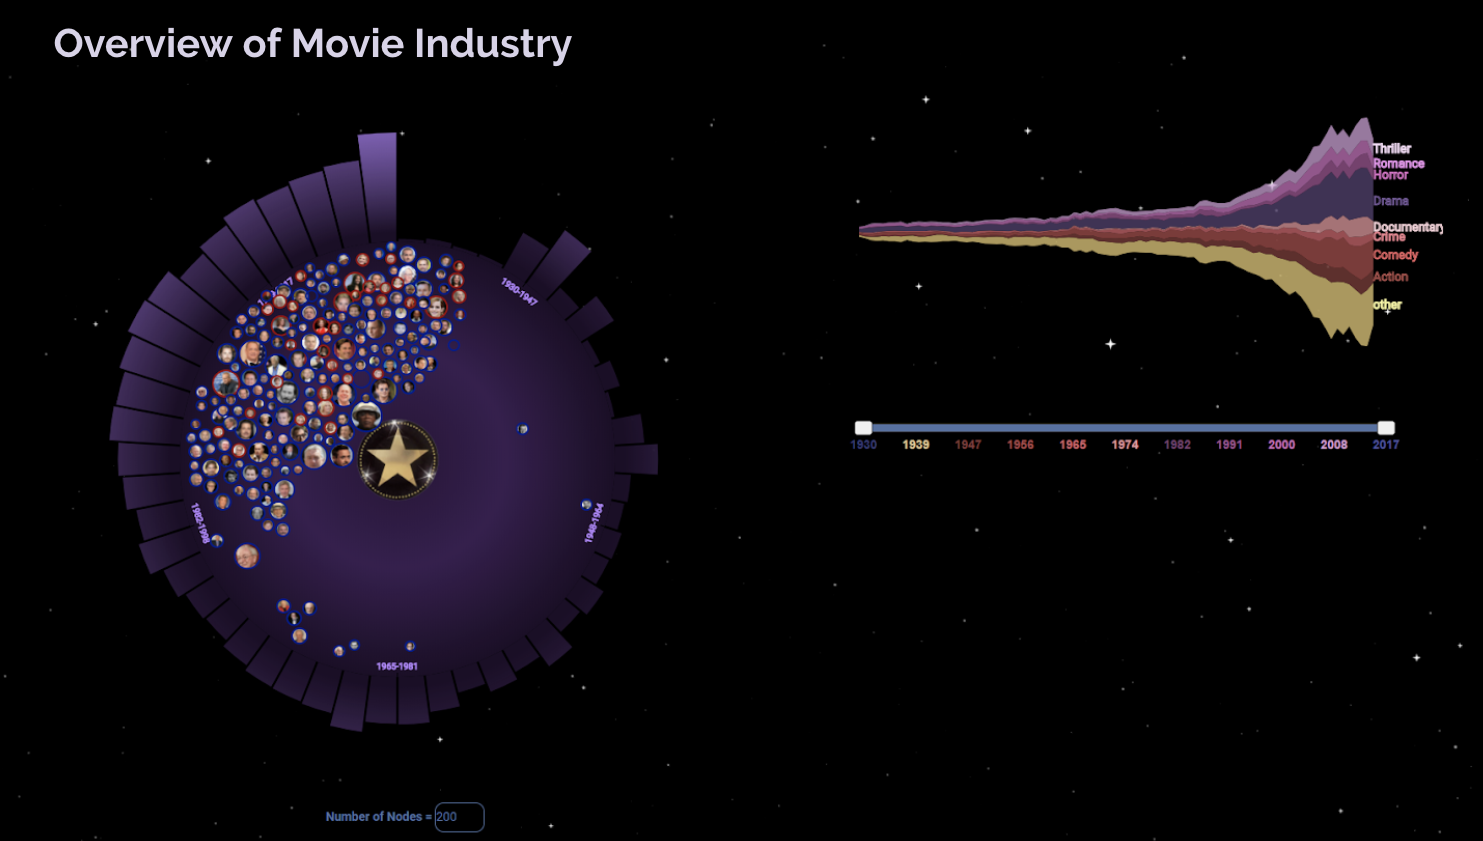 Overview of Movie Industry
Thriller
Romance
Horror
Drama
Documentary
Crime
Comedy
Action
other
1930-1947
1948-1964
1965-1981
1982-1998
1930 1939 1947 1956 1965 1974 1982 1991 2000 2008 2017
Number of Nodes = 200